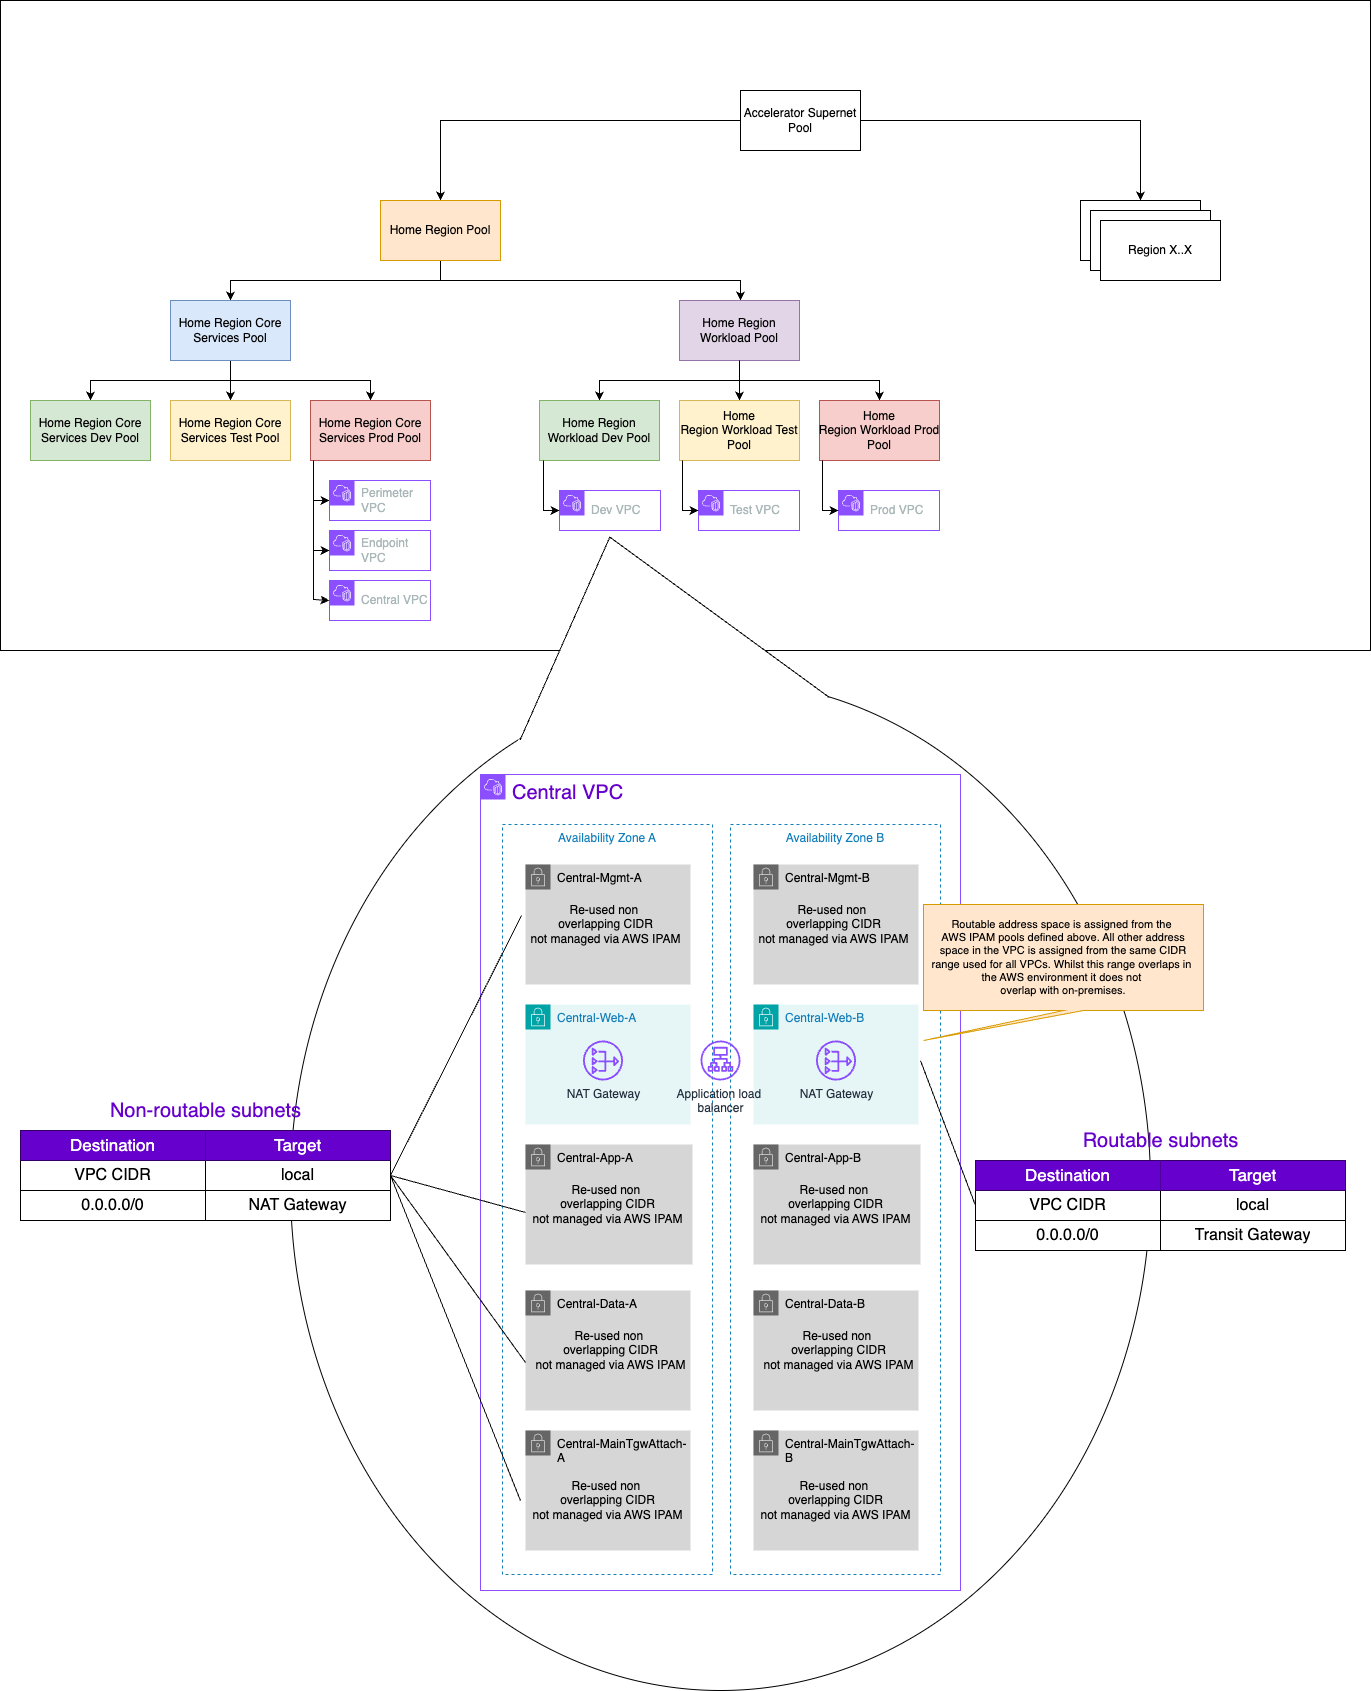 Accelerator Supernet
Pool
Home Region Pool
Region X..X
Home Region Core
Services Pool
Home Region
Workload Pool
Home Region Core
Services Dev Pool
Home Region Core
Services Test Pool
Home Region Core
Services Prod Pool
Home Region
Workload Dev Pool
Home
Region Workload Test
Pool
Home
Region Workload Prod
Pool
Perimeter
VPC
Endpoint
VPC
Central VPC
Dev VPC
Test VPC
Prod VPC
Central VPC
Availability Zone A
Availability Zone B
Central-Mgmt-A
Re-used non
overlapping CIDR
not managed via AWS IPAM
Central-Mgmt-B
Re-used non
overlapping CIDR
not managed via AWS IPAM
Routable address space is assigned from the
AWS IPAM pools defined above. All other address
space in the VPC is assigned from the same CIDR
range used for all VPCs. Whilst this range overlaps in
the AWS environment it does not
overlap with on-premises.
Central-Web-A
NAT Gateway
Application load
balancer
Central-Web-B
NAT Gateway
Non-routable subnets
Destination Target
VPC CIDR local
0.0.0.0/0 NAT Gateway
Routable subnets
Destination Target
VPC CIDR local
0.0.0.0/0 Transit Gateway
Central-App-A
Re-used non
overlapping CIDR
not managed via AWS IPAM
Central-App-B
Re-used non
overlapping CIDR
not managed via AWS IPAM
Central-Data-A
Re-used non
overlapping CIDR
not managed via AWS IPAM
Central-Data-B
Re-used non
overlapping CIDR
not managed via AWS IPAM
Central-MainTgwAttach-
A
Re-used non
overlapping CIDR
not managed via AWS IPAM
Central-MainTgwAttach-
B
Re-used non
overlapping CIDR
not managed via AWS IPAM